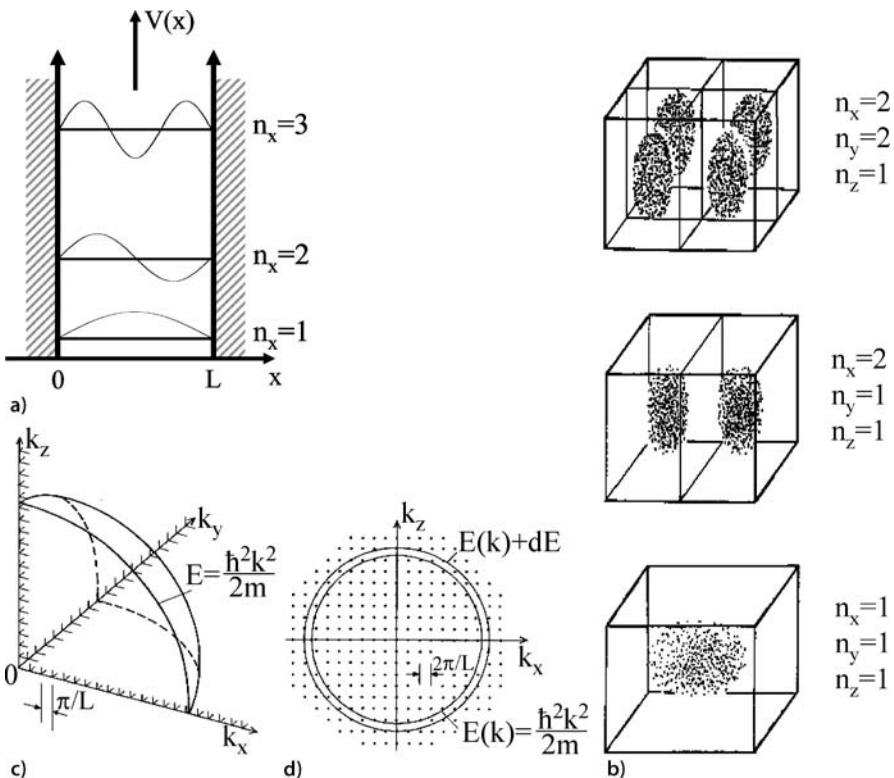 V(x)
n_x=3
n_x=2
n_x=1
0
L
x
a)
n_x=2
n_y=2
n_z=1
n_x=2
n_y=1
n_z=1
n_x=1
n_y=1
n_z=1
b)
k_z
k_y
E=ħ²k²/2m
0
π/L
k_x
c)
k_z
E(k)+dE
k_x
2π/L
E(k)=ħ²k²/2m
d)